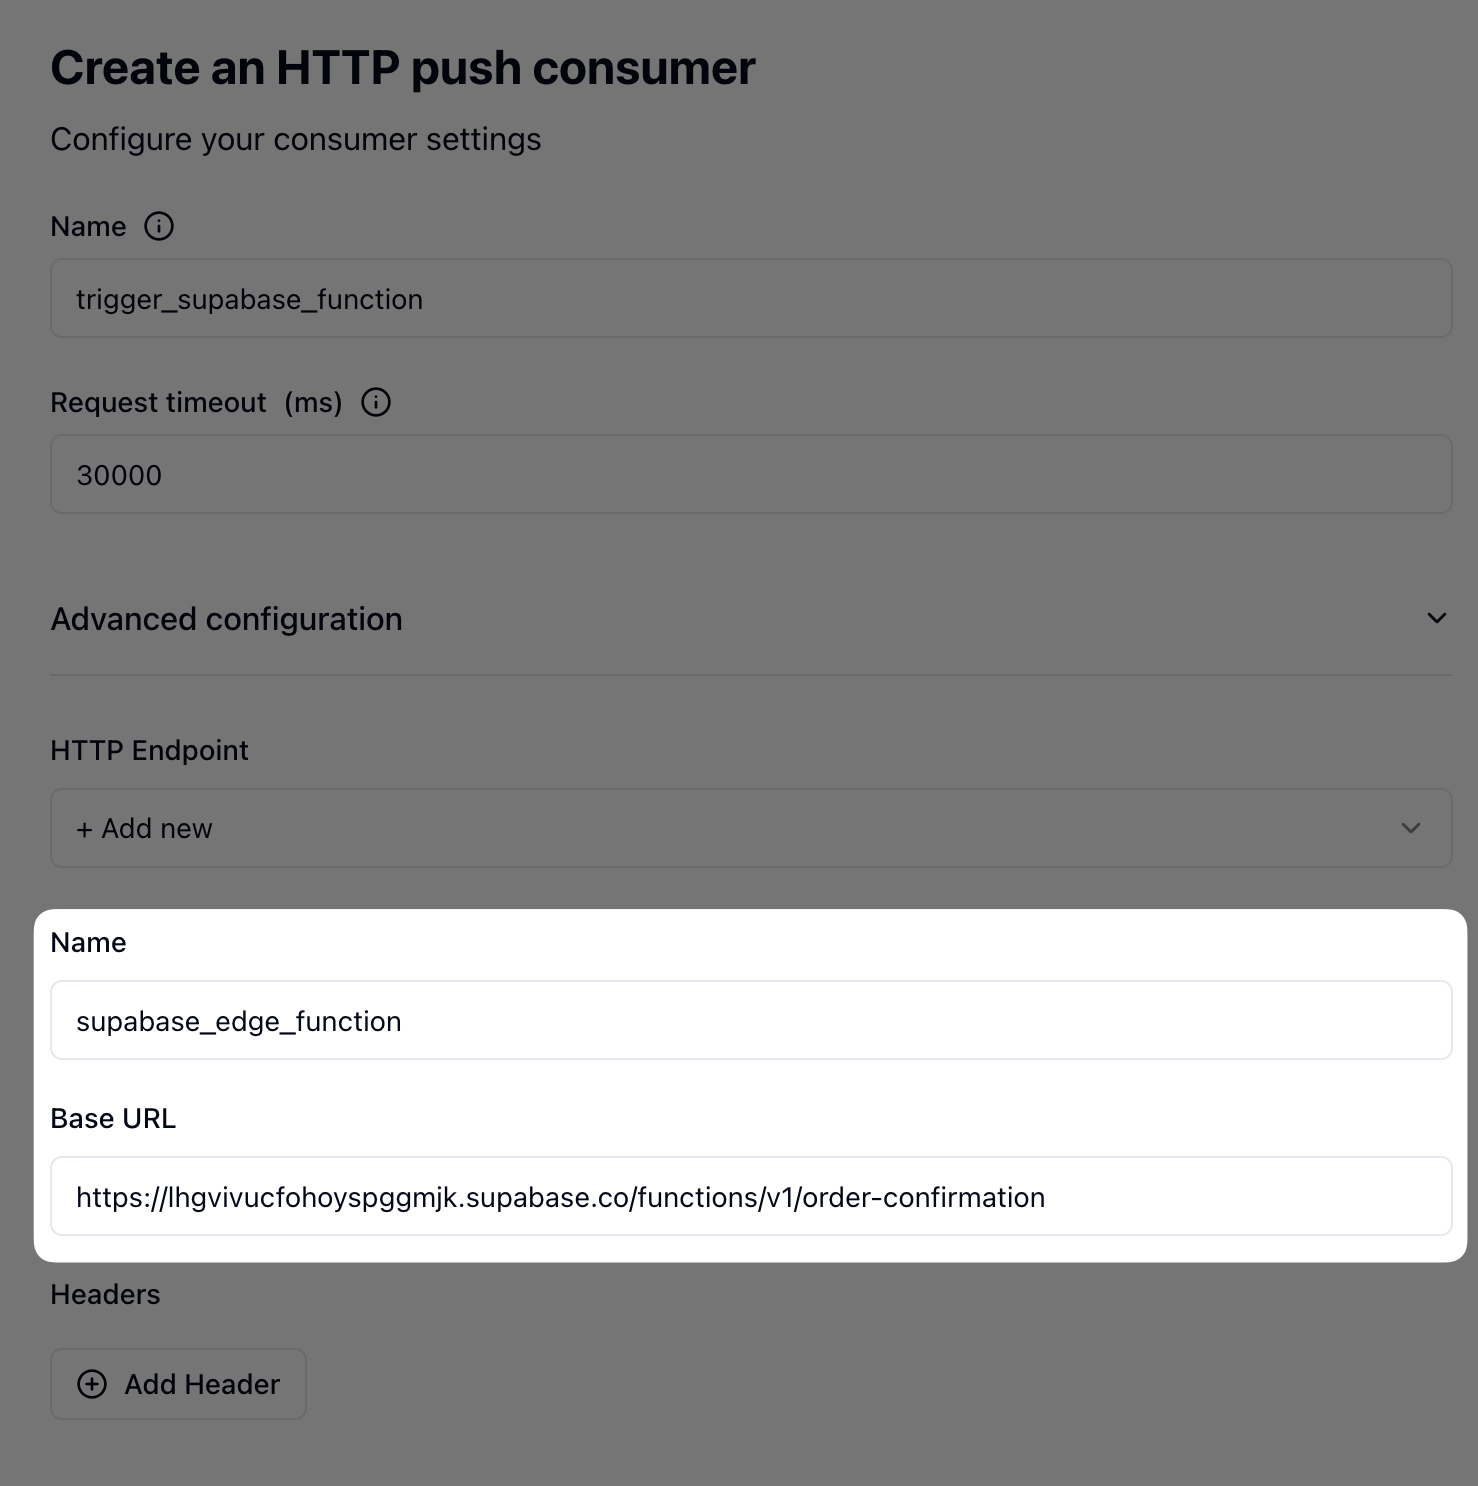 Create an HTTP push consumer
Configure your consumer settings
Name
trigger_supabase_function
Request timeout (ms)
30000
Advanced configuration
HTTP Endpoint
+ Add new
Name
supabase_edge_function
Base URL
https://lhgvivucfohoyspggmjk.supabase.co/functions/v1/order-confirmation
Headers
Add Header